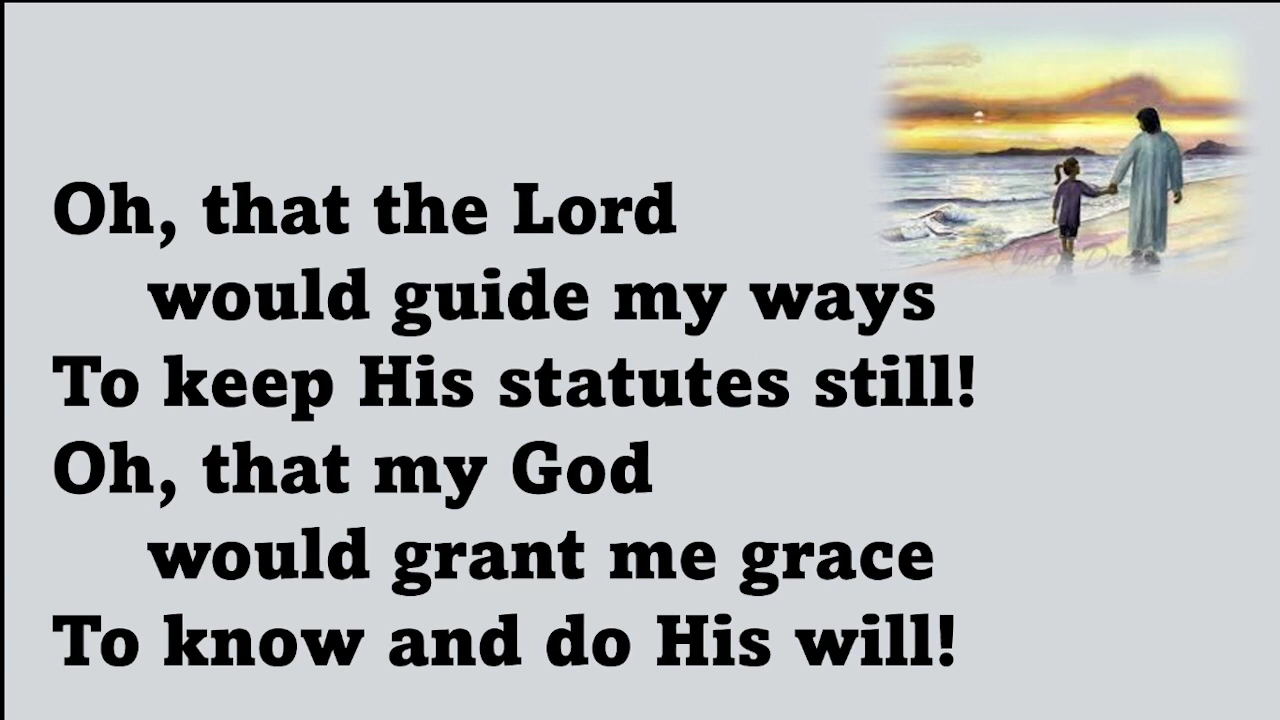 Oh, that the Lord
would guide my ways
To keep His statutes still!
Oh, that my God
would grant me grace
To know and do His will!